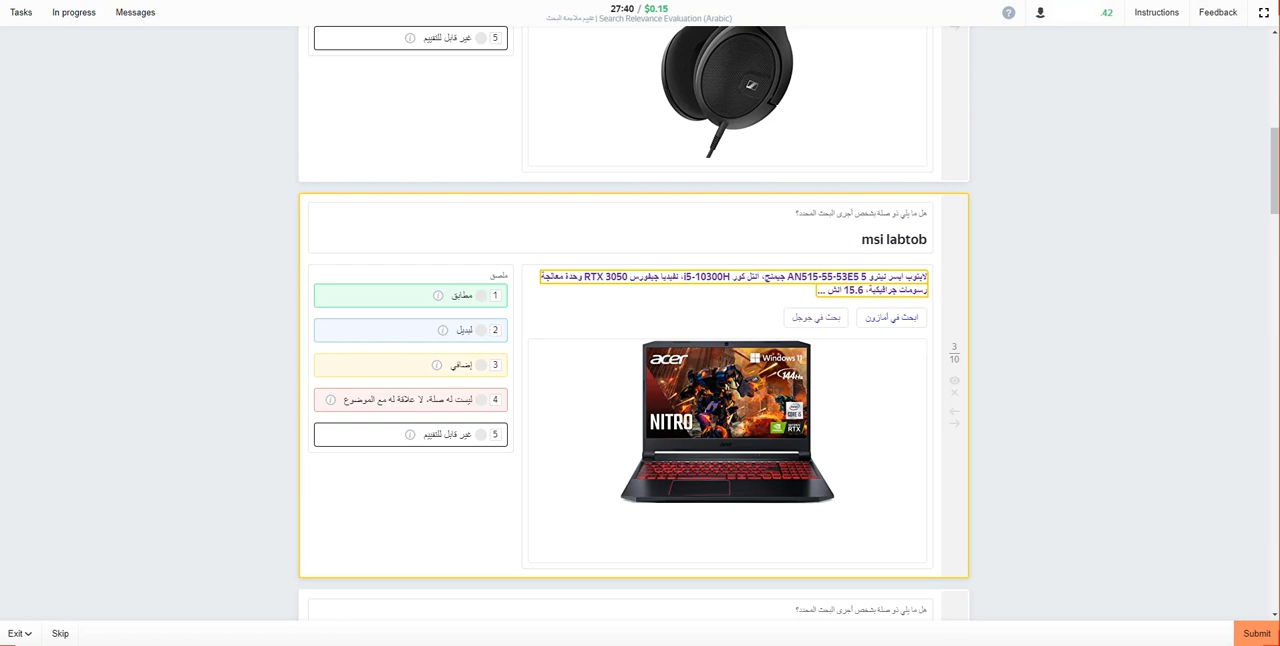 Tasks
In progress
Messages
27:40 / $0.15
Search Relevance Evaluation (Arabic) | تقييم ملاءمة البحث
.42
Instructions
Feedback
5 غير قابل للتقييم
هل ما يلي ذو صلة بشخص أجرى البحث المحدد؟
msi labtob
لابتوب ايسر نيترو 5 AN515-55-53E5 جيمنج، انتل كور i5-10300H، نفيديا جيفورس RTX 3050 وحدة معالجة
رسومات جرافيكية، 15.6 انش ...
ابحث في أمازون
بحث في جوجل
acer
Windows 11
144Hz
CORE i5
NITRO
RTX
ملصق
1 مطابق
2 لبديل
3 إضافي
4 ليست له صلة، لا علاقة له مع الموضوع
5 غير قابل للتقييم
3
10
هل ما يلي ذو صلة بشخص أجرى البحث المحدد؟
Exit
Skip
Submit